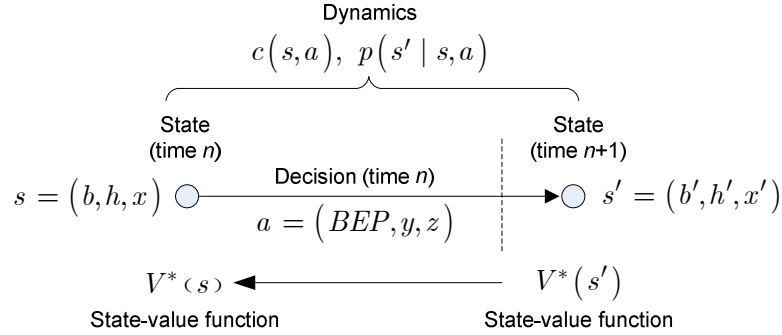 Dynamics
c(s,a), p(s′ | s,a)
State
(time n)
State
(time n+1)
s = (b,h,x)
Decision (time n)
a = (BEP,y,z)
s′ = (b′,h′,x′)
V*(s)
V*(s′)
State-value function
State-value function